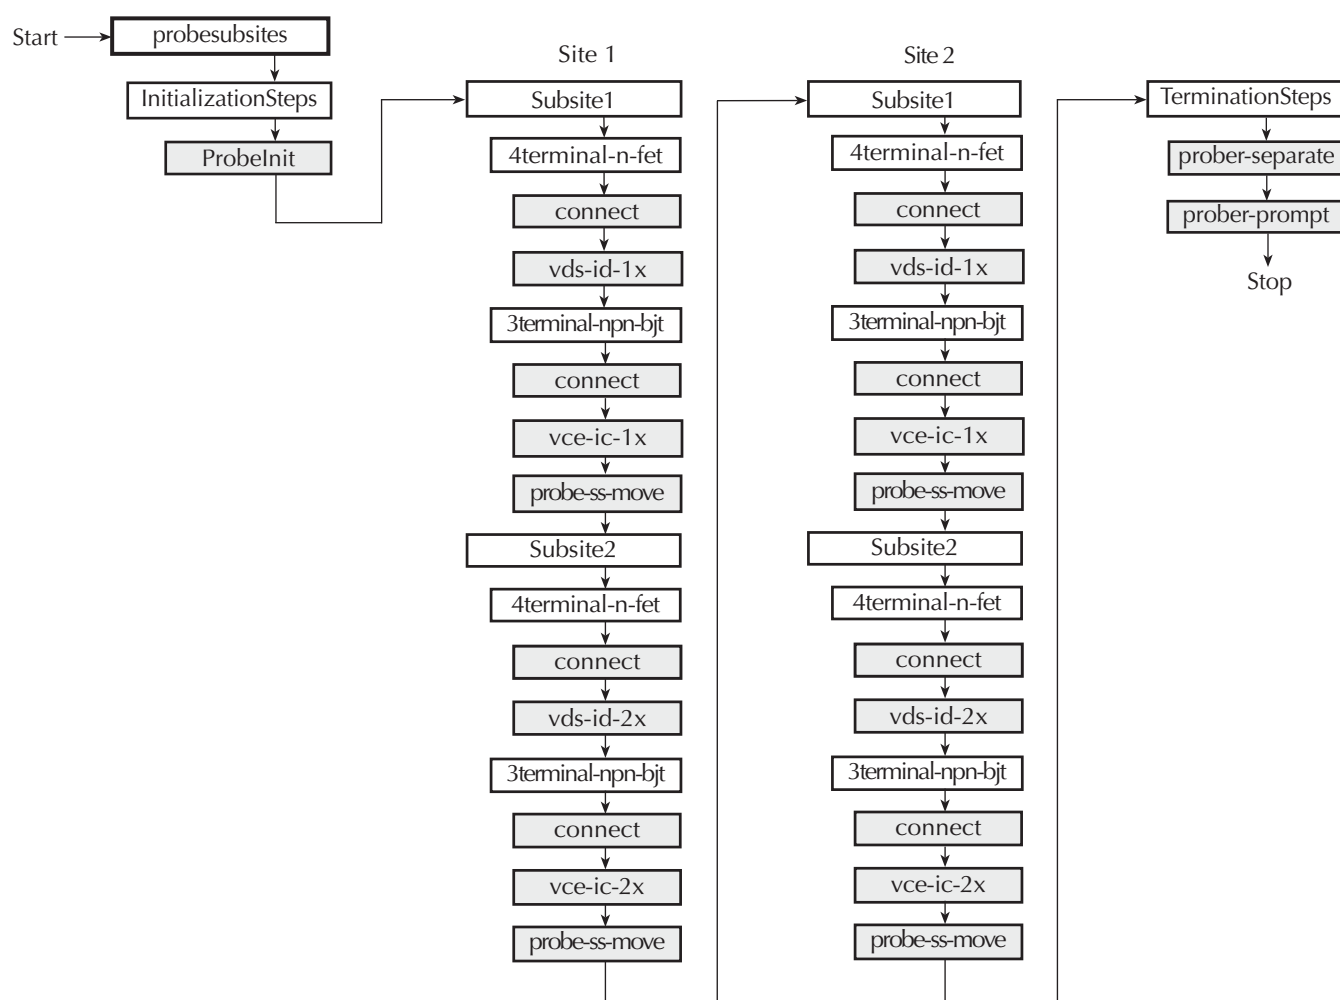 Start
probesubsites
InitializationSteps
ProbeInit
Site 1
Subsite1
4terminal-n-fet
connect
vds-id-1x
3terminal-npn-bjt
connect
vce-ic-1x
probe-ss-move
Subsite2
4terminal-n-fet
connect
vds-id-2x
3terminal-npn-bjt
connect
vce-ic-2x
probe-ss-move
Site 2
Subsite1
4terminal-n-fet
connect
vds-id-1x
3terminal-npn-bjt
connect
vce-ic-1x
probe-ss-move
Subsite2
4terminal-n-fet
connect
vds-id-2x
3terminal-npn-bjt
connect
vce-ic-2x
probe-ss-move
TerminationSteps
prober-separate
prober-prompt
Stop